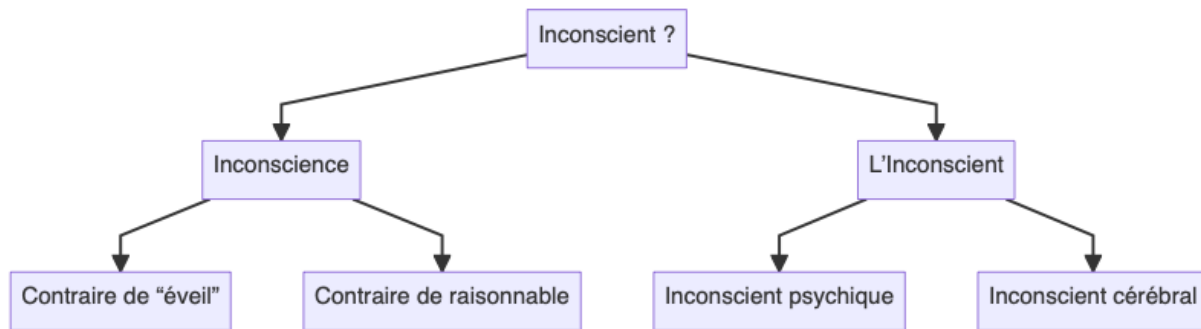 Inconscient ?
Inconscience
L’Inconscient
Contraire de “éveil”
Contraire de raisonnable
Inconscient psychique
Inconscient cérébral